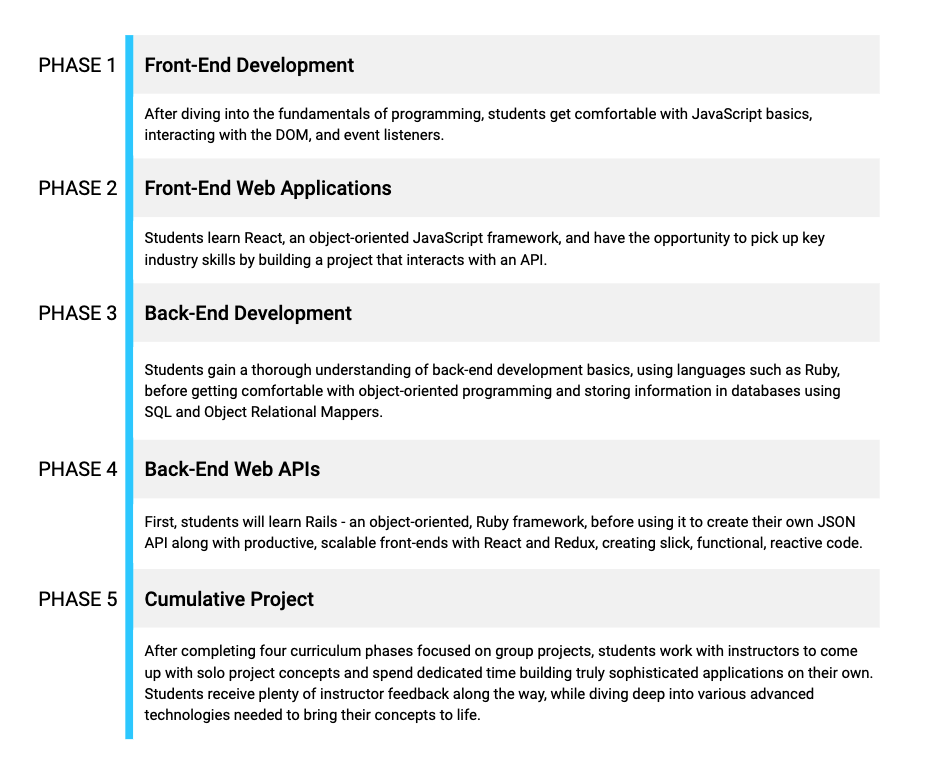 PHASE 1
Front-End Development
After diving into the fundamentals of programming, students get comfortable with JavaScript basics,
interacting with the DOM, and event listeners.
PHASE 2
Front-End Web Applications
Students learn React, an object-oriented JavaScript framework, and have the opportunity to pick up key
industry skills by building a project that interacts with an API.
PHASE 3
Back-End Development
Students gain a thorough understanding of back-end development basics, using languages such as Ruby,
before getting comfortable with object-oriented programming and storing information in databases using
SQL and Object Relational Mappers.
PHASE 4
Back-End Web APIs
First, students will learn Rails - an object-oriented, Ruby framework, before using it to create their own JSON
API along with productive, scalable front-ends with React and Redux, creating slick, functional, reactive code.
PHASE 5
Cumulative Project
After completing four curriculum phases focused on group projects, students work with instructors to come
up with solo project concepts and spend dedicated time building truly sophisticated applications on their own.
Students receive plenty of instructor feedback along the way, while diving deep into various advanced
technologies needed to bring their concepts to life.